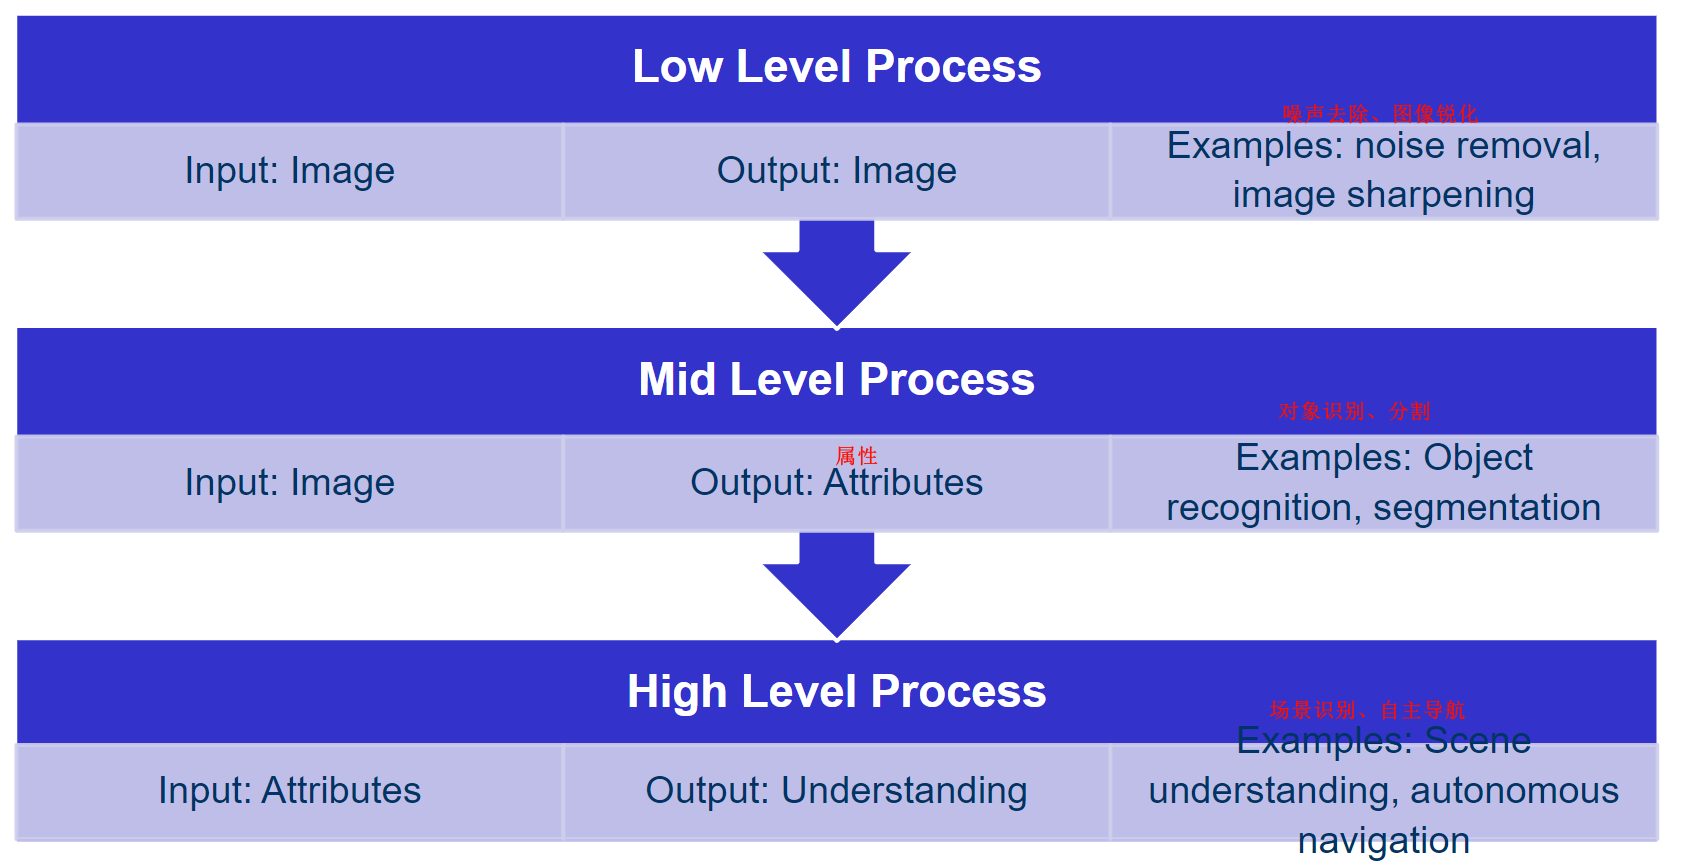 Low Level Process
Input: Image
Output: Image
噪声去除、图像锐化
Examples: noise removal,
image sharpening
Mid Level Process
Input: Image
属性
Output: Attributes
对象识别、分割
Examples: Object
recognition, segmentation
High Level Process
Input: Attributes
Output: Understanding
场景识别、自主导航
Examples: Scene
understanding, autonomous
navigation